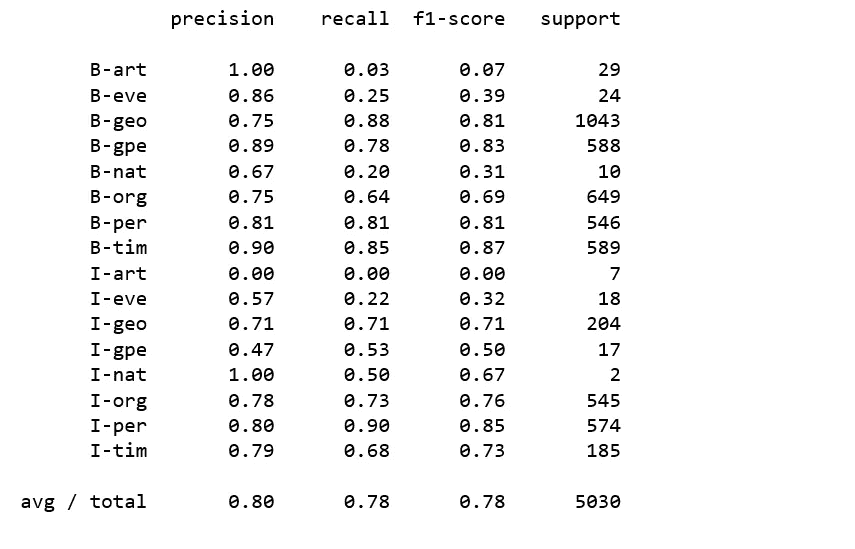 precision recall f1-score support
B-art 1.00 0.03 0.07 29
B-eve 0.86 0.25 0.39 24
B-geo 0.75 0.88 0.81 1043
B-gpe 0.89 0.78 0.83 588
B-nat 0.67 0.20 0.31 10
B-org 0.75 0.64 0.69 649
B-per 0.81 0.81 0.81 546
B-tim 0.90 0.85 0.87 589
I-art 0.00 0.00 0.00 7
I-eve 0.57 0.22 0.32 18
I-geo 0.71 0.71 0.71 204
I-gpe 0.47 0.53 0.50 17
I-nat 1.00 0.50 0.67 2
I-org 0.78 0.73 0.76 545
I-per 0.80 0.90 0.85 574
I-tim 0.79 0.68 0.73 185
avg / total 0.80 0.78 0.78 5030